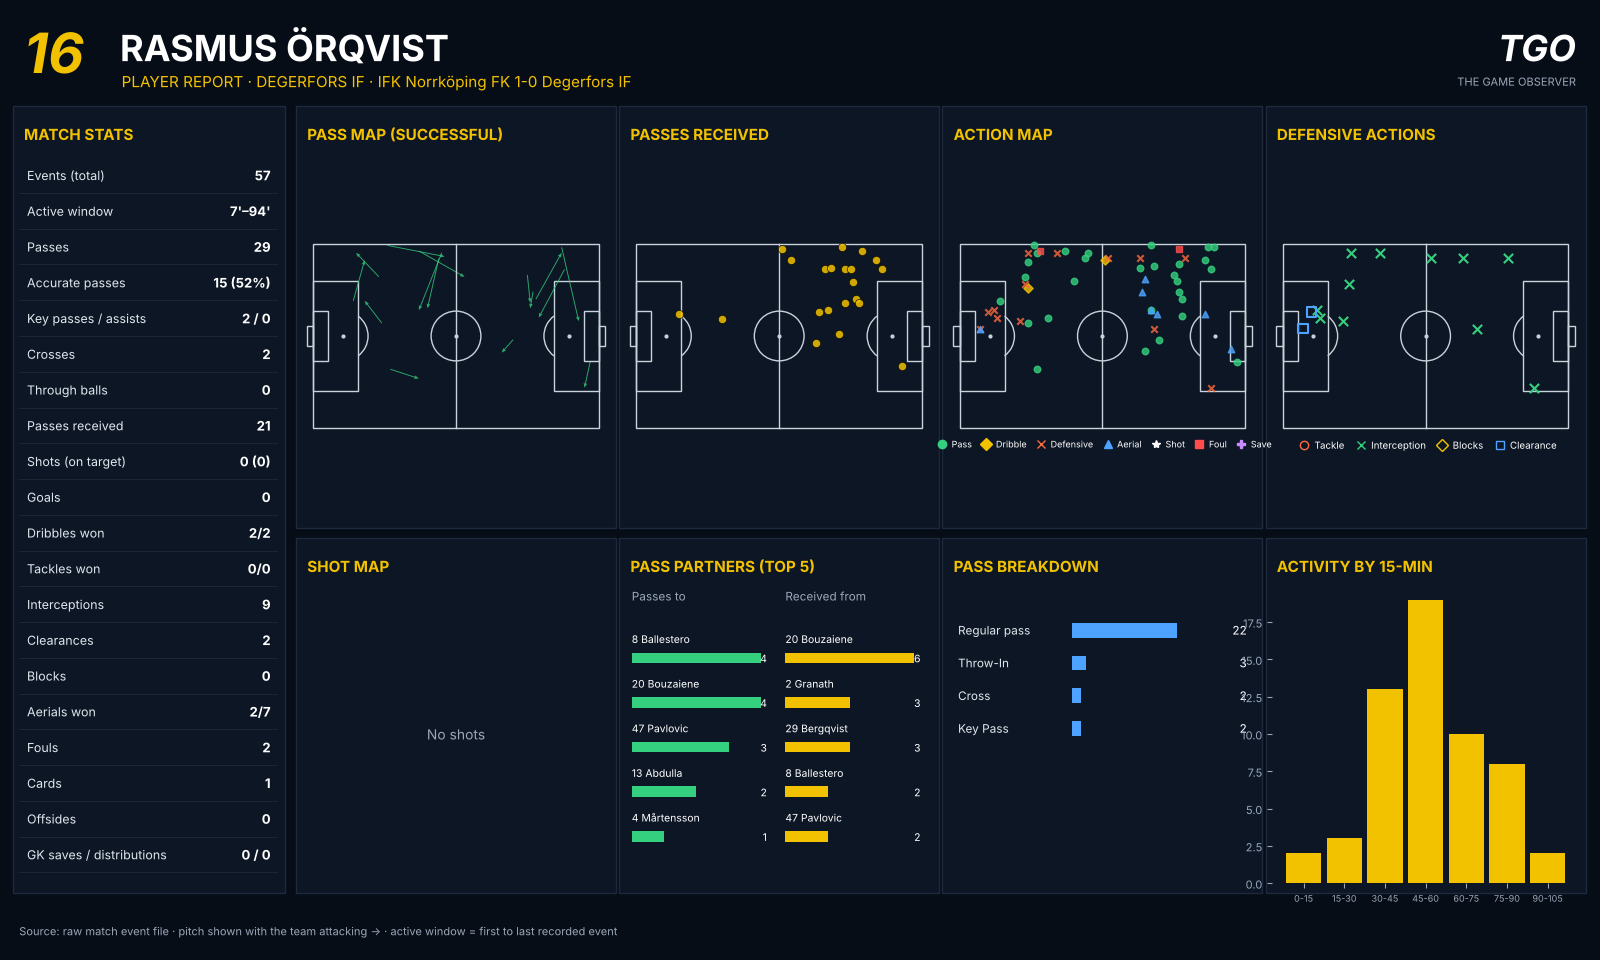 16 RASMUS ÖRQVIST
PLAYER REPORT · DEGERFORS IF · IFK Norrköping FK 1-0 Degerfors IF
TGO
THE GAME OBSERVER
MATCH STATS
Events (total) 57
Active window 7'–94'
Passes 29
Accurate passes 15 (52%)
Key passes / assists 2 / 0
Crosses 2
Through balls 0
Passes received 21
Shots (on target) 0 (0)
Goals 0
Dribbles won 2/2
Tackles won 0/0
Interceptions 9
Clearances 2
Blocks 0
Aerials won 2/7
Fouls 2
Cards 1
Offsides 0
GK saves / distributions 0 / 0
PASS MAP (SUCCESSFUL)
PASSES RECEIVED
ACTION MAP
Pass Dribble Defensive Aerial Shot Foul Save
DEFENSIVE ACTIONS
Tackle Interception Blocks Clearance
SHOT MAP
No shots
PASS PARTNERS (TOP 5)
Passes to Received from
8 Ballestero 20 Bouzaiene
4 6
20 Bouzaiene 2 Granath
4 3
47 Pavlovic 29 Bergqvist
3 3
13 Abdulla 8 Ballestero
2 2
4 Mårtensson 47 Pavlovic
1 2
PASS BREAKDOWN
Regular pass 22
Throw-In 3
Cross 2
Key Pass 2
ACTIVITY BY 15-MIN
17.5
15.0
12.5
10.0
7.5
5.0
2.5
0.0
0-15 15-30 30-45 45-60 60-75 75-90 90-105
Source: raw match event file · pitch shown with the team attacking → · active window = first to last recorded event